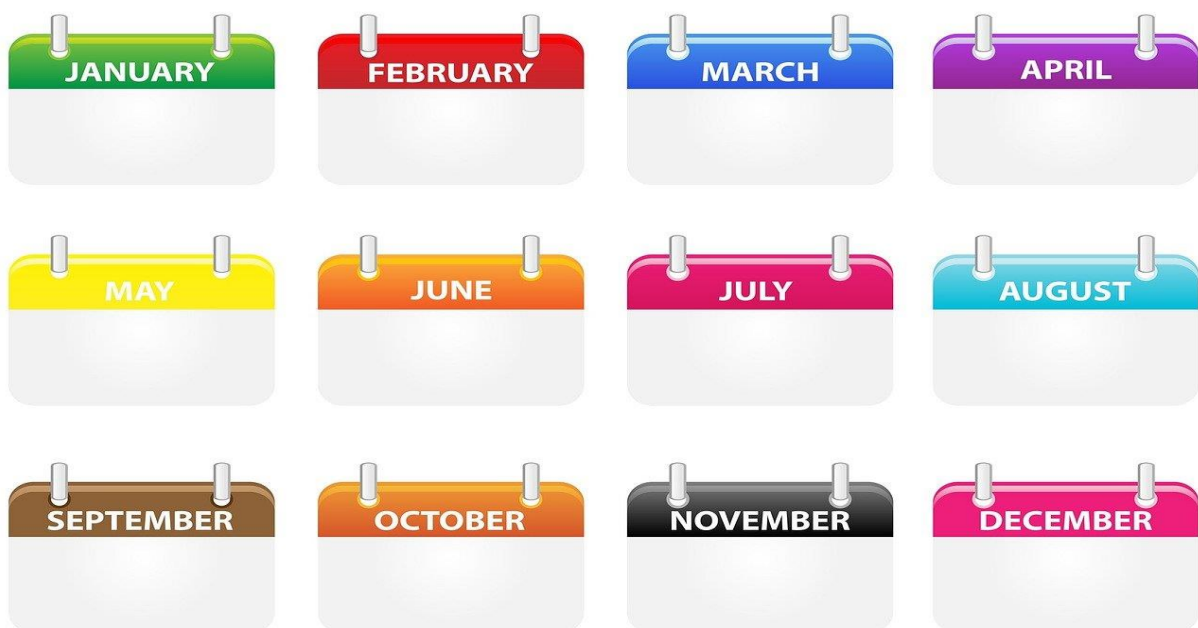 JANUARY
FEBRUARY
MARCH
APRIL
MAY
JUNE
JULY
AUGUST
SEPTEMBER
OCTOBER
NOVEMBER
DECEMBER